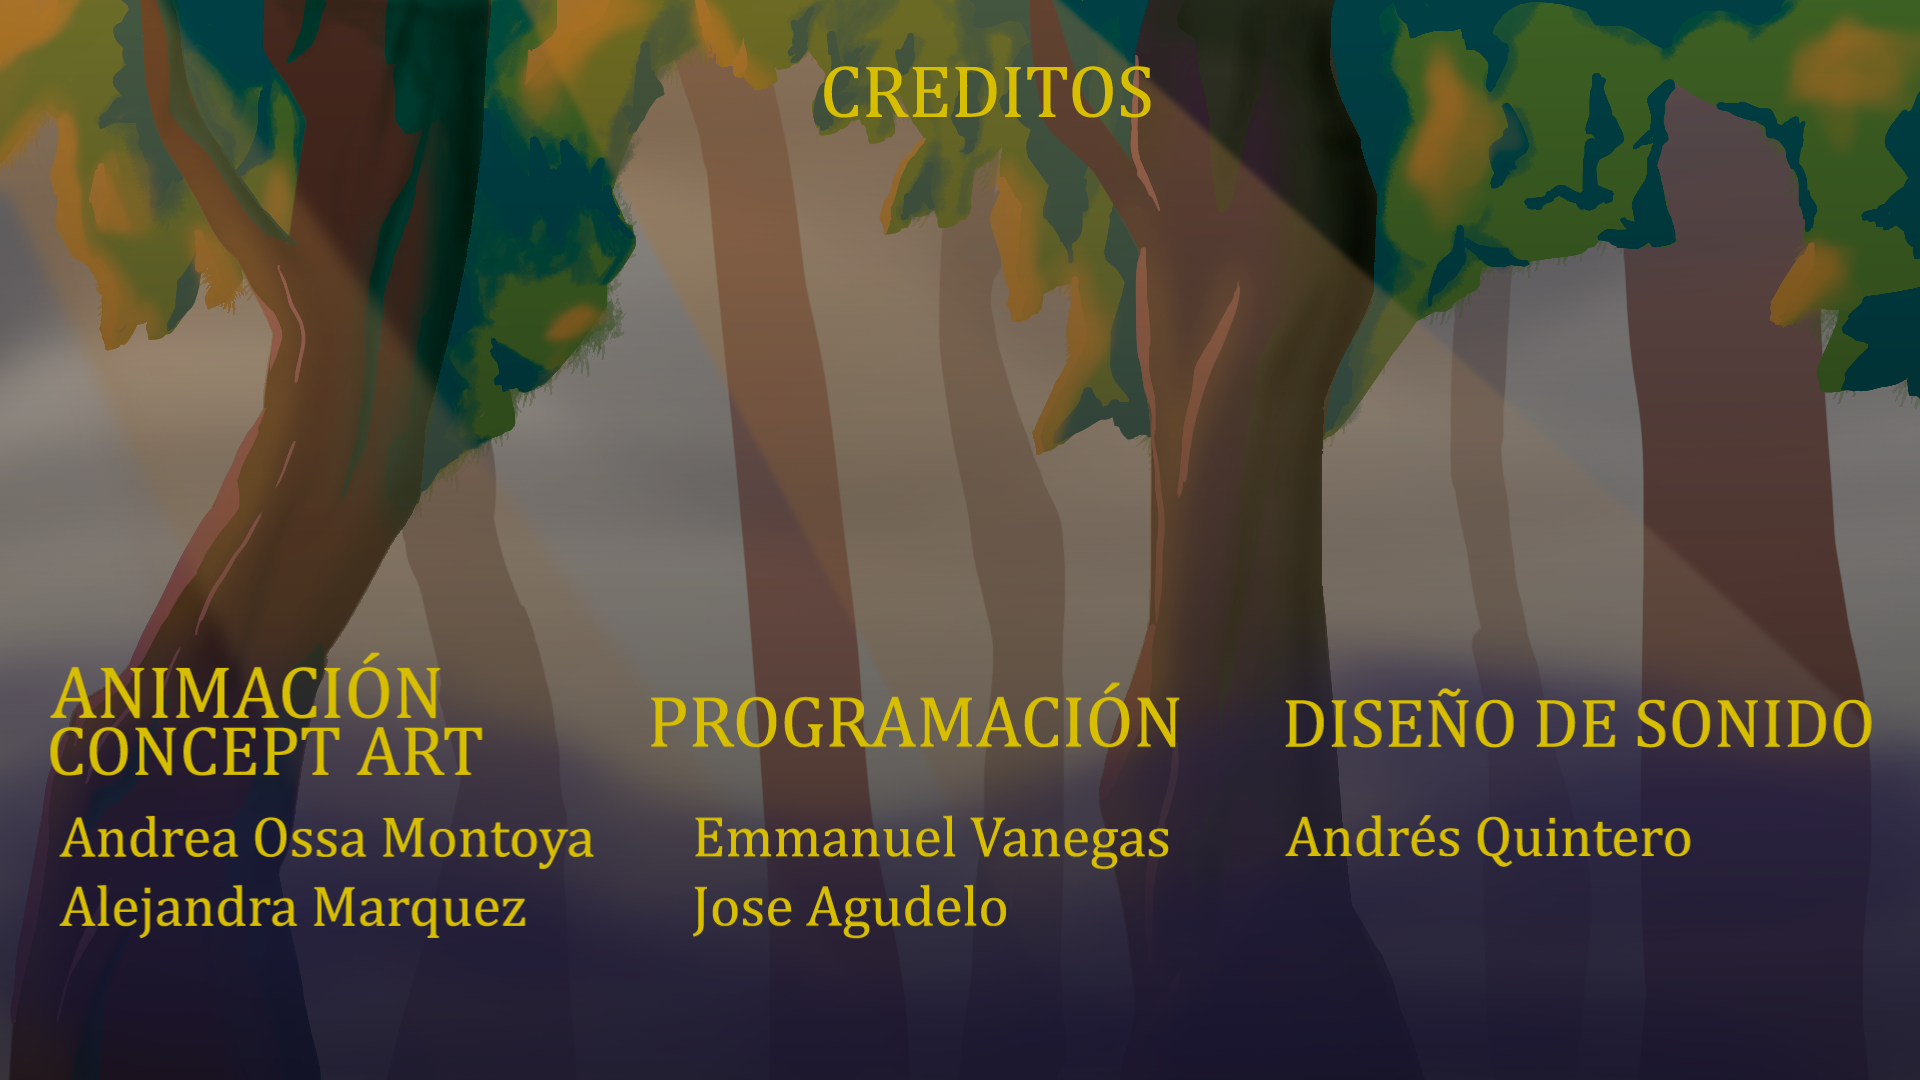 CREDITOS
ANIMACIÓN
CONCEPT ART
Andrea Ossa Montoya
Alejandra Marquez
PROGRAMACIÓN
Emmanuel Vanegas
Jose Agudelo
DISEÑO DE SONIDO
Andrés Quintero